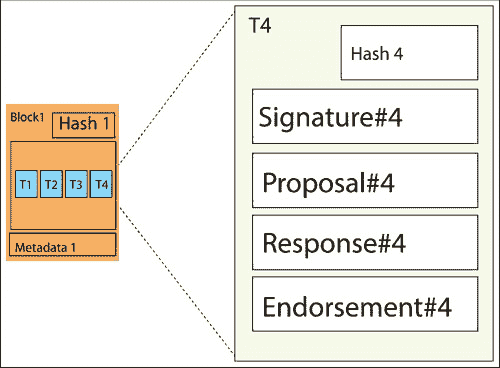 Block1
Hash 1
T1 T2 T3 T4
Metadata 1
T4
Hash 4
Signature#4
Proposal#4
Response#4
Endorsement#4